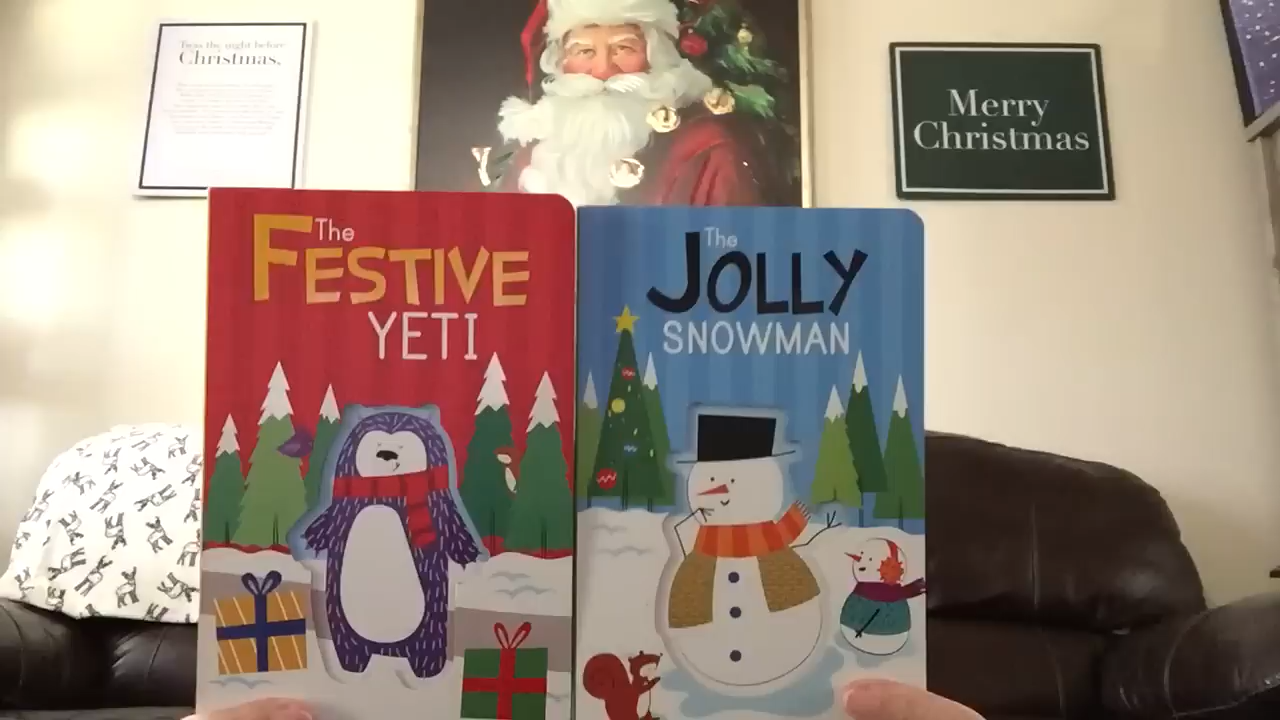 Twas the night before
Christmas,
Merry
Christmas
The
FESTIVE
YETI
The
JOLLY
SNOWMAN